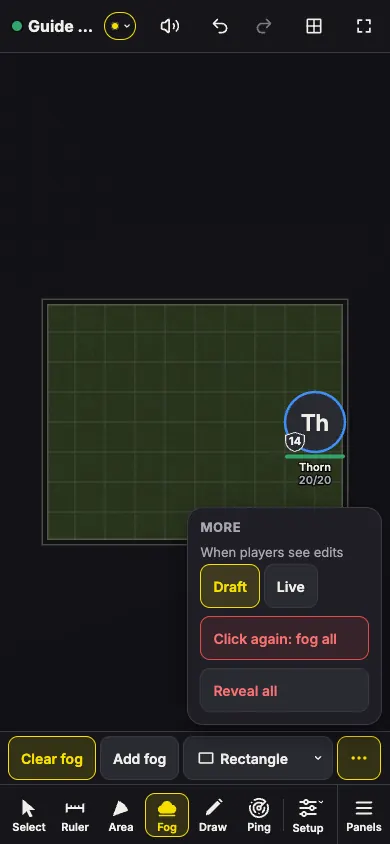 Guide ...
Th
14
Thorn
20/20
MORE
When players see edits
Draft
Live
Click again: fog all
Reveal all
Clear fog
Add fog
Rectangle
Select
Ruler
Area
Fog
Draw
Ping
Setup
Panels